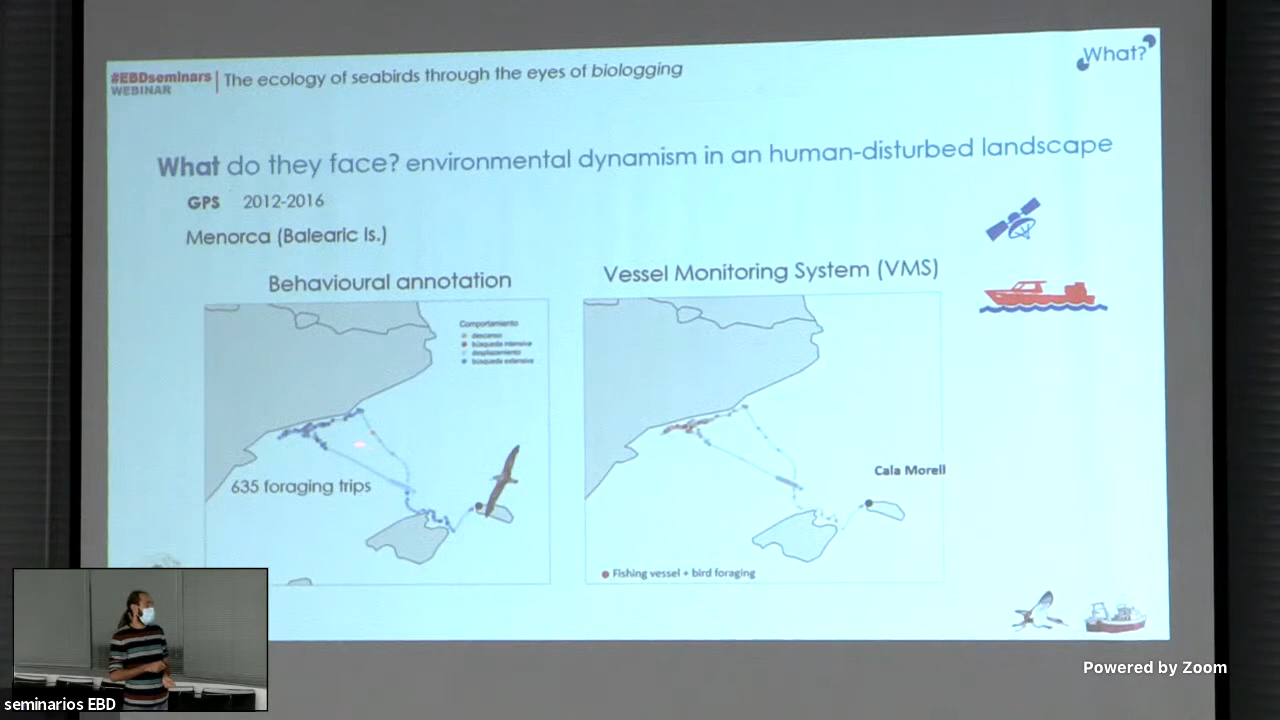 #EBDseminars
WEBINAR
The ecology of seabirds through the eyes of biologging
What?
What do they face? environmental dynamism in an human-disturbed landscape
GPS 2012-2016
Menorca (Balearic Is.)
Behavioural annotation
Vessel Monitoring System (VMS)
Comportamiento
descanso
búsqueda intensiva
desplazamiento
búsqueda extensiva
635 foraging trips
Cala Morell
Fishing vessel + bird foraging
seminarios EBD
Powered by Zoom